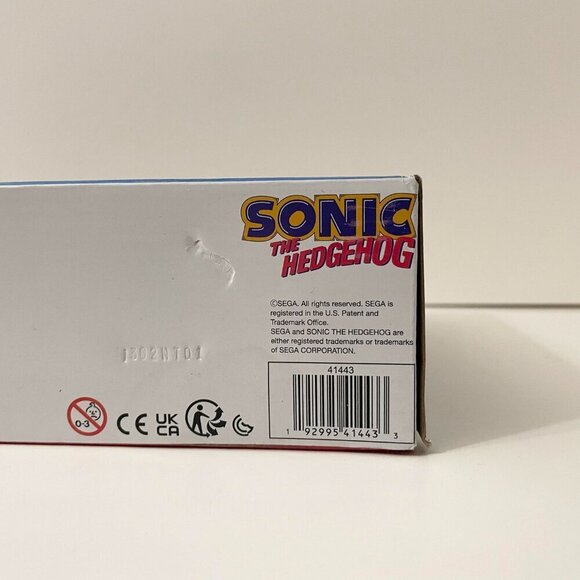 SONIC
THE
HEDGEHOG
©SEGA. All rights reserved. SEGA is
registered in the U.S. Patent and
Trademark Office.
SEGA and SONIC THE HEDGEHOG are
either registered trademarks or trademarks
of SEGA CORPORATION.
1302NT01
41443
0-3
CE
UK
CA
1 92995 41443 3